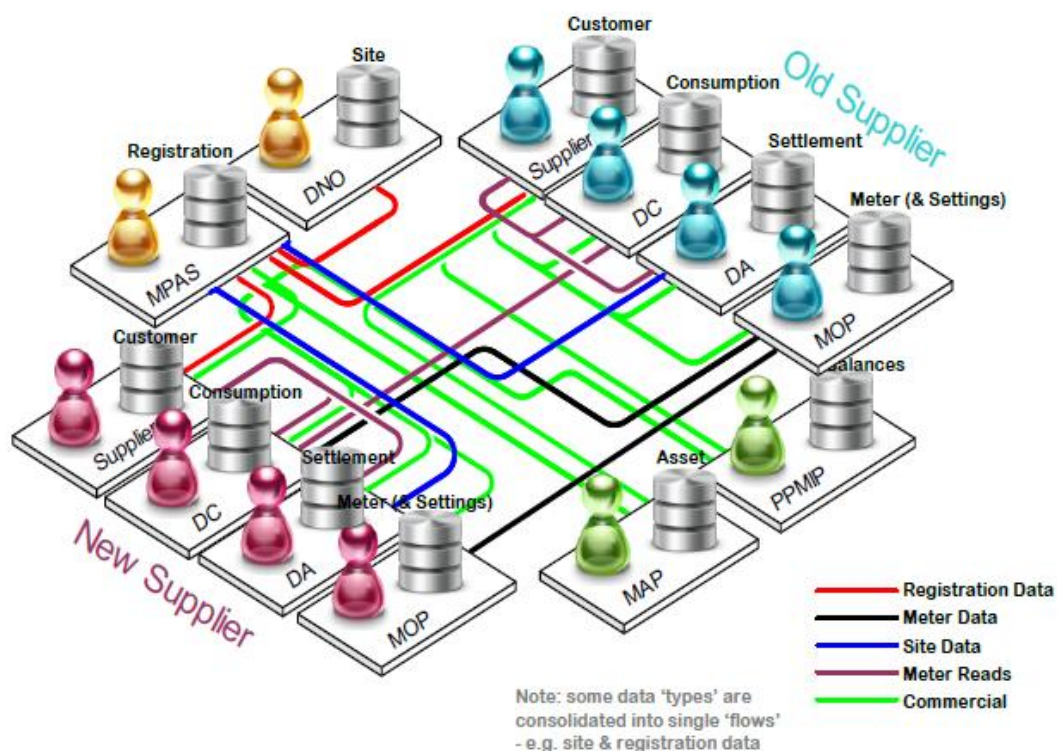 Customer
Site
Consumption
Old Supplier
Registration
Supplier
Settlement
DNO
DC
Meter (& Settings)
MPAS
DA
MOP
Customer
Balances
Consumption
Supplier
Settlement
Asset
PPMIP
DC
Meter (& Settings)
New Supplier
DA
MAP
MOP
Registration Data
Meter Data
Site Data
Meter Reads
Commercial
Note: some data ‘types’ are
consolidated into single ‘flows’
- e.g. site & registration data